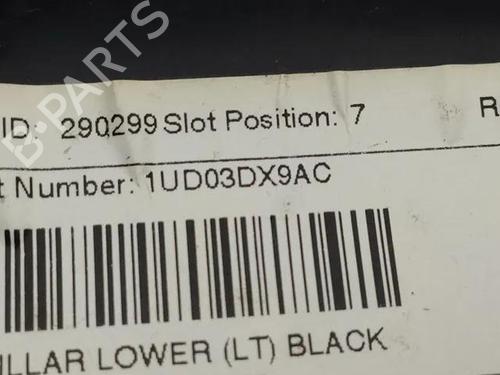 B-PARTS
ID: 290299 Slot Position: 7 R
t Number: 1UD03DX9AC
ILLAR LOWER (LT) BLACK